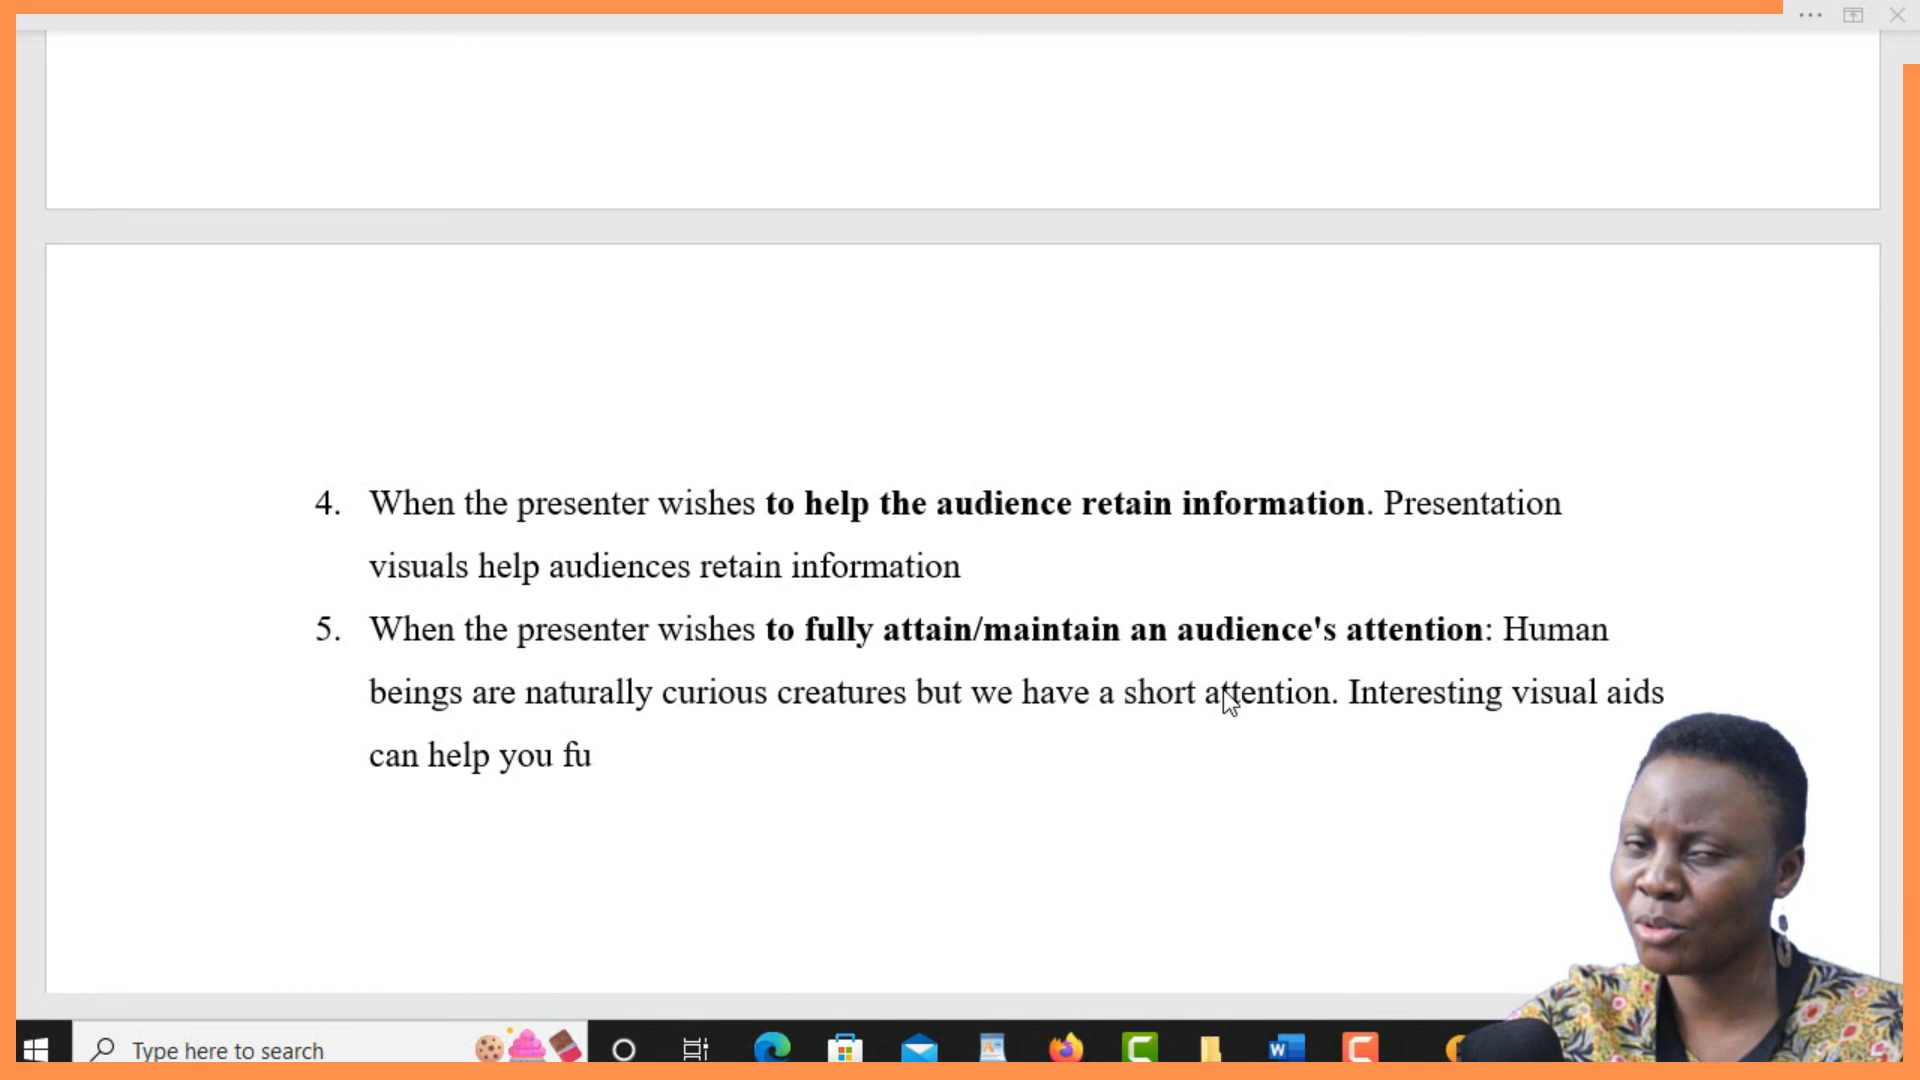 4. When the presenter wishes to help the audience retain information. Presentation
visuals help audiences retain information
5. When the presenter wishes to fully attain/maintain an audience's attention: Human
beings are naturally curious creatures but we have a short attention. Interesting visual aids
can help you fu
Type here to search